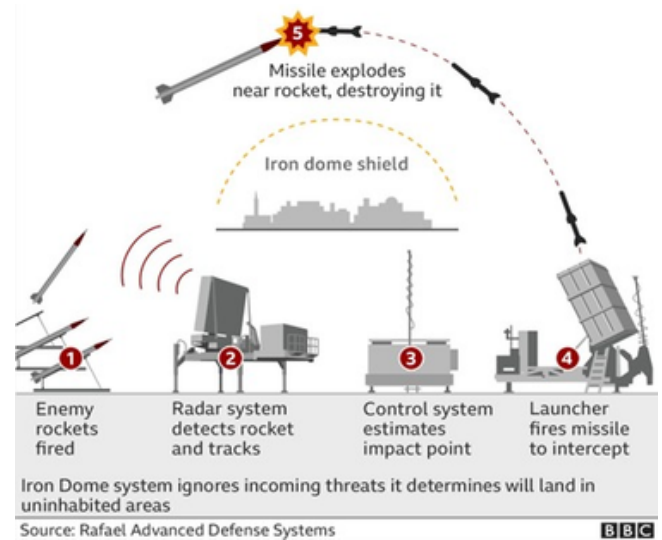 5
Missile explodes
near rocket, destroying it
Iron dome shield
1
2
3
4
Enemy
rockets
fired
Radar system
detects rocket
and tracks
Control system
estimates
impact point
Launcher
fires missile
to intercept
Iron Dome system ignores incoming threats it determines will land in
uninhabited areas
Source: Rafael Advanced Defense Systems
BBC